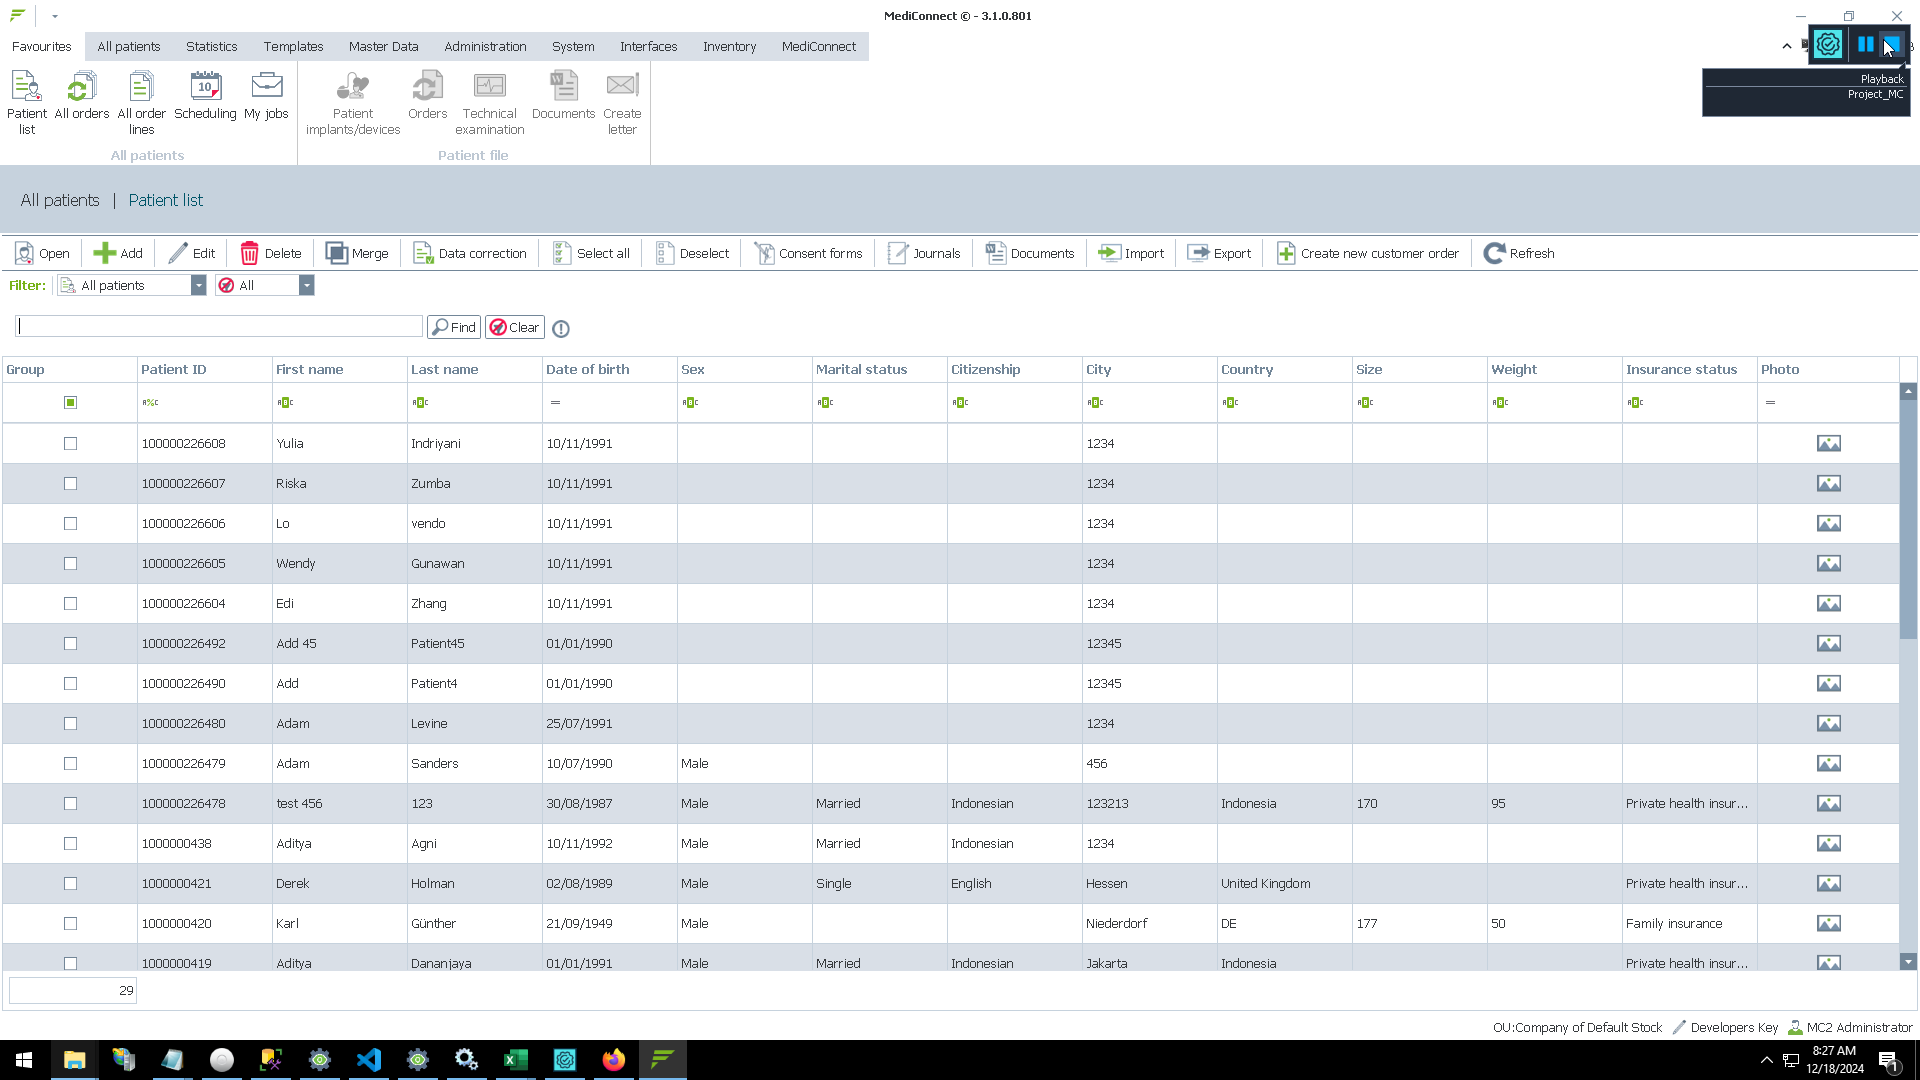 MediConnect © - 3.1.0.801
Favourites All patients Statistics Templates Master Data Administration System Interfaces Inventory MediConnect
Playback
Project_MC
Patient list
All orders
All order lines
Scheduling
My jobs
Patient implants/devices
Orders
Technical examination
Documents
Create letter
All patients
Patient file
All patients | Patient list
Open Add Edit Delete Merge Data correction Select all Deselect Consent forms Journals Documents Import Export Create new customer order Refresh
Filter: All patients All
Find Clear
Group Patient ID First name Last name Date of birth Sex Marital status Citizenship City Country Size Weight Insurance status Photo
100000226608 Yulia Indriyani 10/11/1991 1234
100000226607 Riska Zumba 10/11/1991 1234
100000226606 Lo vendo 10/11/1991 1234
100000226605 Wendy Gunawan 10/11/1991 1234
100000226604 Edi Zhang 10/11/1991 1234
100000226492 Add 45 Patient45 01/01/1990 12345
100000226490 Add Patient4 01/01/1990 12345
100000226480 Adam Levine 25/07/1991 1234
100000226479 Adam Sanders 10/07/1990 Male 456
100000226478 test 456 123 30/08/1987 Male Married Indonesian 123213 Indonesia 170 95 Private health insur...
1000000438 Aditya Agni 10/11/1992 Male Married Indonesian 1234
1000000421 Derek Holman 02/08/1989 Male Single English Hessen United Kingdom Private health insur...
1000000420 Karl Günther 21/09/1949 Male Niederdorf DE 177 50 Family insurance
1000000419 Aditya Dananjaya 01/01/1991 Male Married Indonesian Jakarta Indonesia Private health insur...
29
OU:Company of Default Stock Developers Key MC2 Administrator
8:27 AM
12/18/2024
1